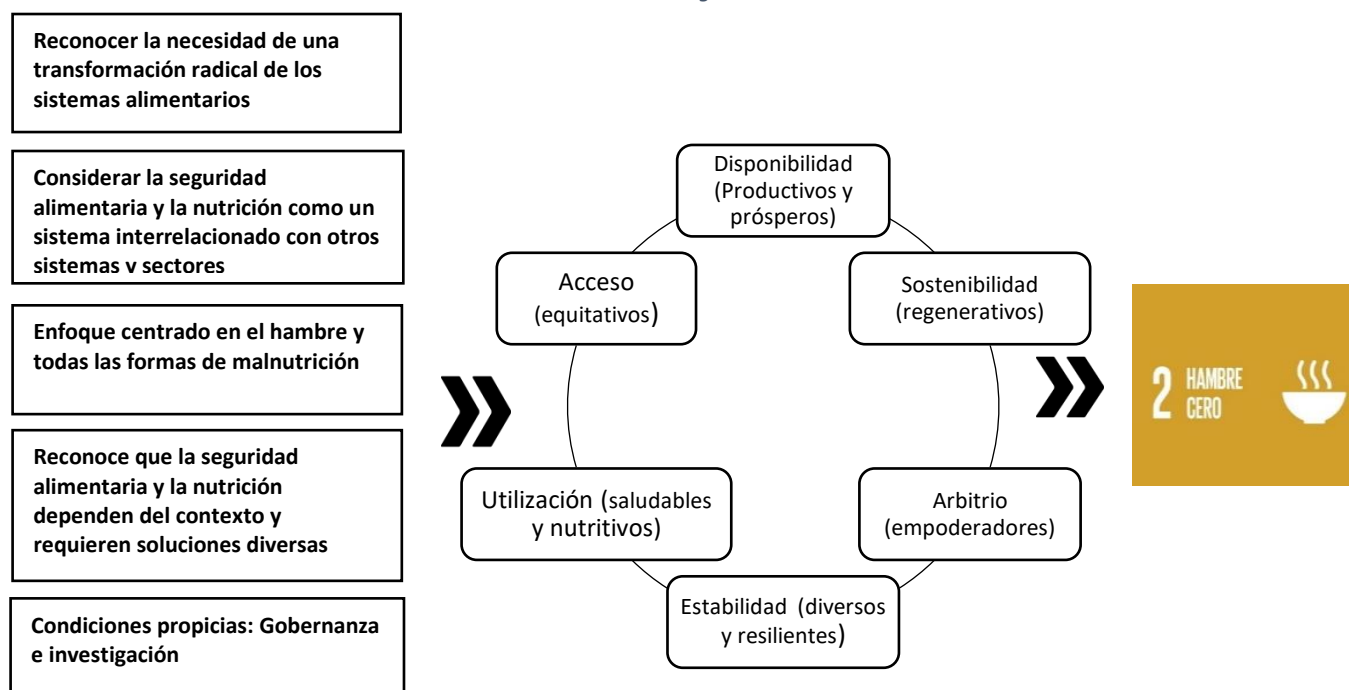 Reconocer la necesidad de una
transformación radical de los
sistemas alimentarios
Considerar la seguridad
alimentaria y la nutrición como un
sistema interrelacionado con otros
sistemas y sectores
Enfoque centrado en el hambre y
todas las formas de malnutrición
Reconoce que la seguridad
alimentaria y la nutrición
dependen del contexto y
requieren soluciones diversas
Condiciones propicias: Gobernanza
e investigación
Disponibilidad
(Productivos y
prósperos)
Acceso
(equitativos)
Sostenibilidad
(regenerativos)
Utilización (saludables
y nutritivos)
Arbitrio
(empoderadores)
Estabilidad (diversos
y resilientes)
2 HAMBRE
CERO